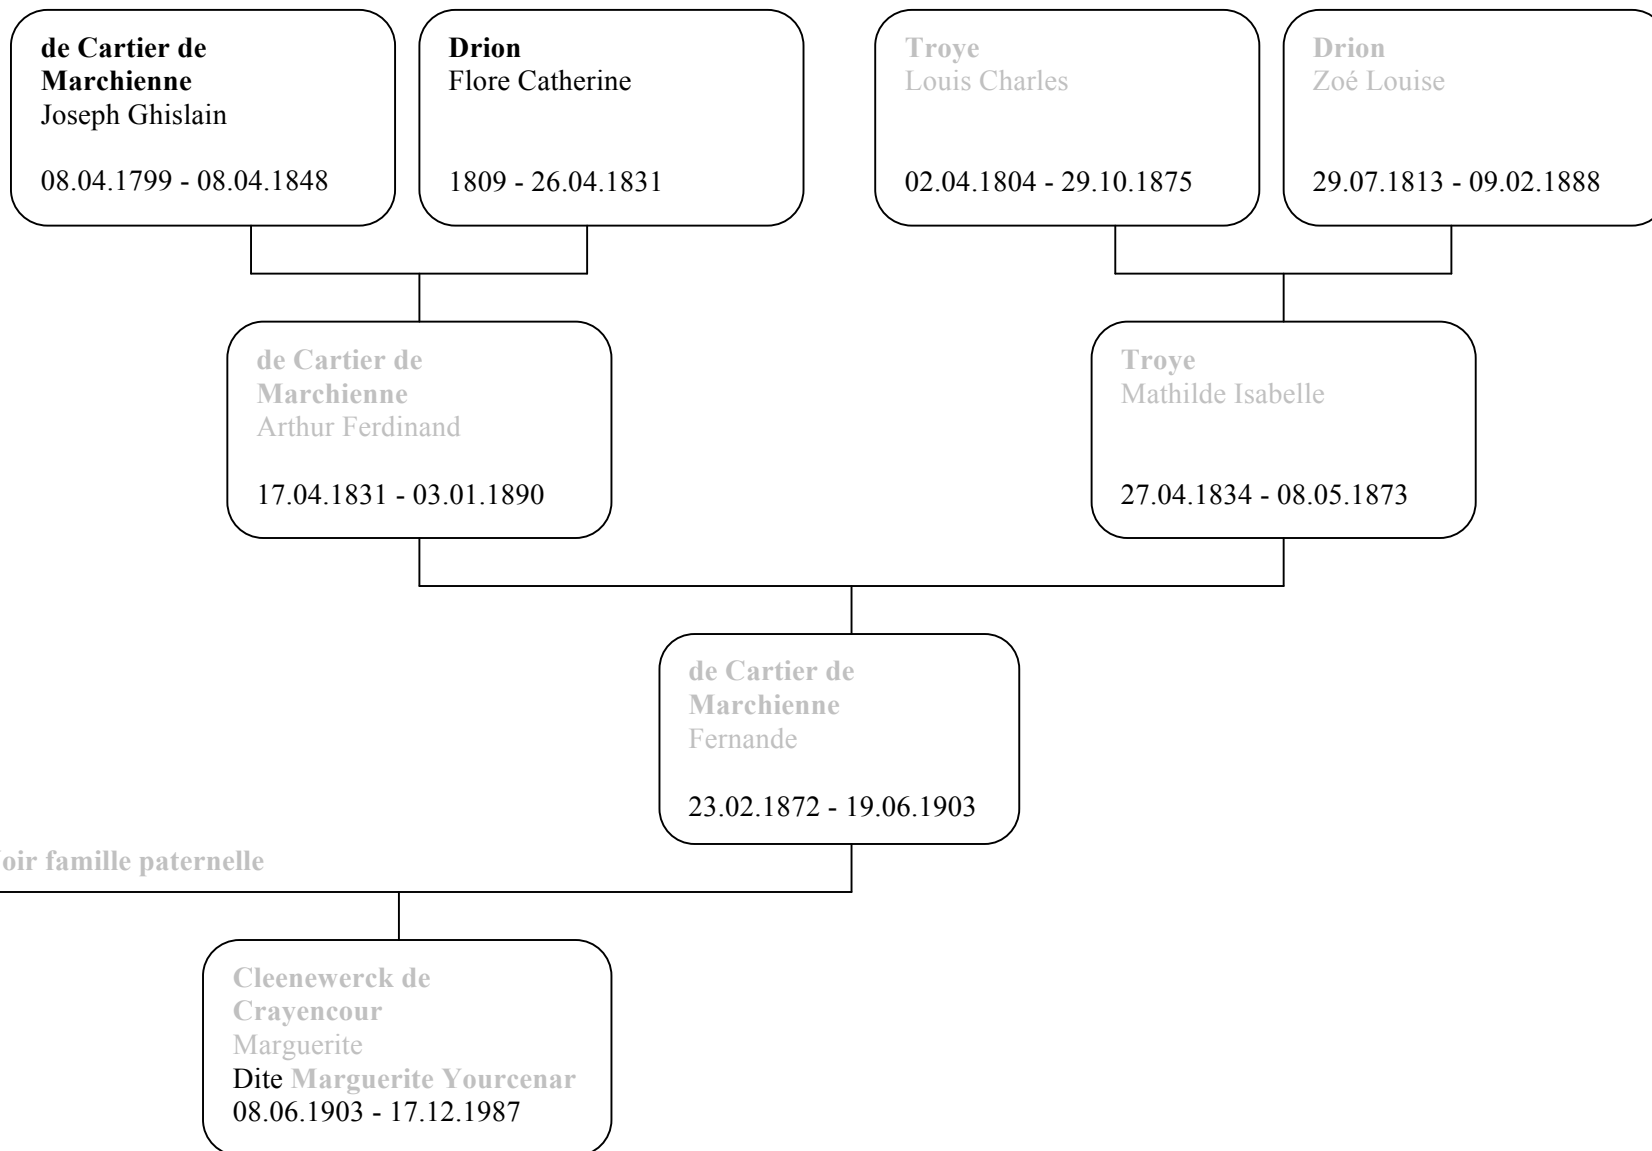 de Cartier de
Marchienne
Joseph Ghislain
08.04.1799 - 08.04.1848
Drion
Flore Catherine
1809 - 26.04.1831
Troye
Louis Charles
02.04.1804 - 29.10.1875
Drion
Zoé Louise
29.07.1813 - 09.02.1888
de Cartier de
Marchienne
Arthur Ferdinand
17.04.1831 - 03.01.1890
Troye
Mathilde Isabelle
27.04.1834 - 08.05.1873
de Cartier de
Marchienne
Fernande
23.02.1872 - 19.06.1903
oir famille paternelle
Cleenewerck de
Crayencour
Marguerite
Dite Marguerite Yourcenar
08.06.1903 - 17.12.1987